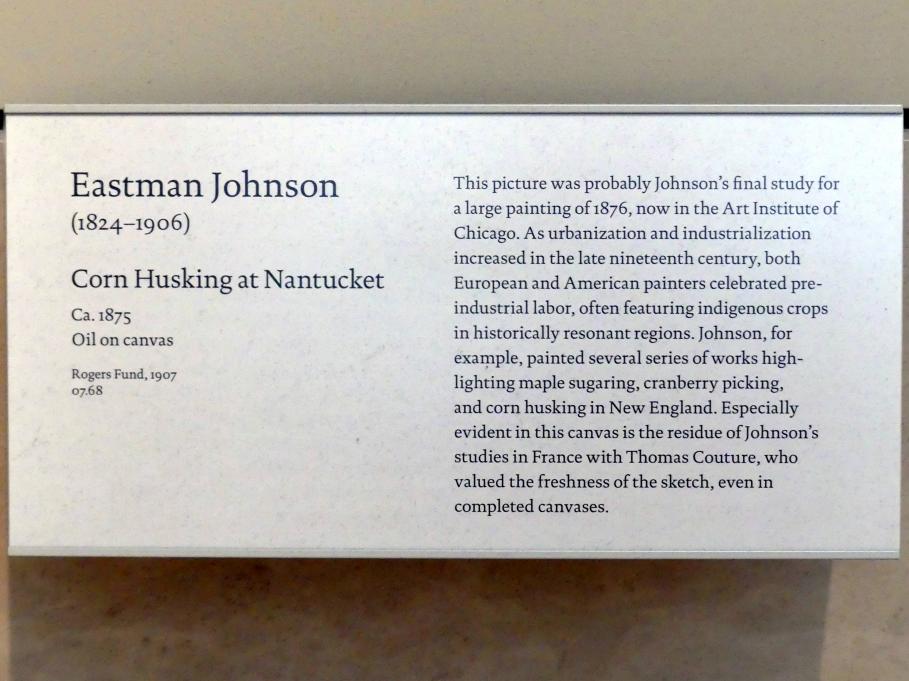 Eastman Johnson
(1824–1906)
Corn Husking at Nantucket
Ca. 1875
Oil on canvas
Rogers Fund, 1907
07.68
This picture was probably Johnson’s final study for
a large painting of 1876, now in the Art Institute of
Chicago. As urbanization and industrialization
increased in the late nineteenth century, both
European and American painters celebrated pre-
industrial labor, often featuring indigenous crops
in historically resonant regions. Johnson, for
example, painted several series of works high-
lighting maple sugaring, cranberry picking,
and corn husking in New England. Especially
evident in this canvas is the residue of Johnson’s
studies in France with Thomas Couture, who
valued the freshness of the sketch, even in
completed canvases.